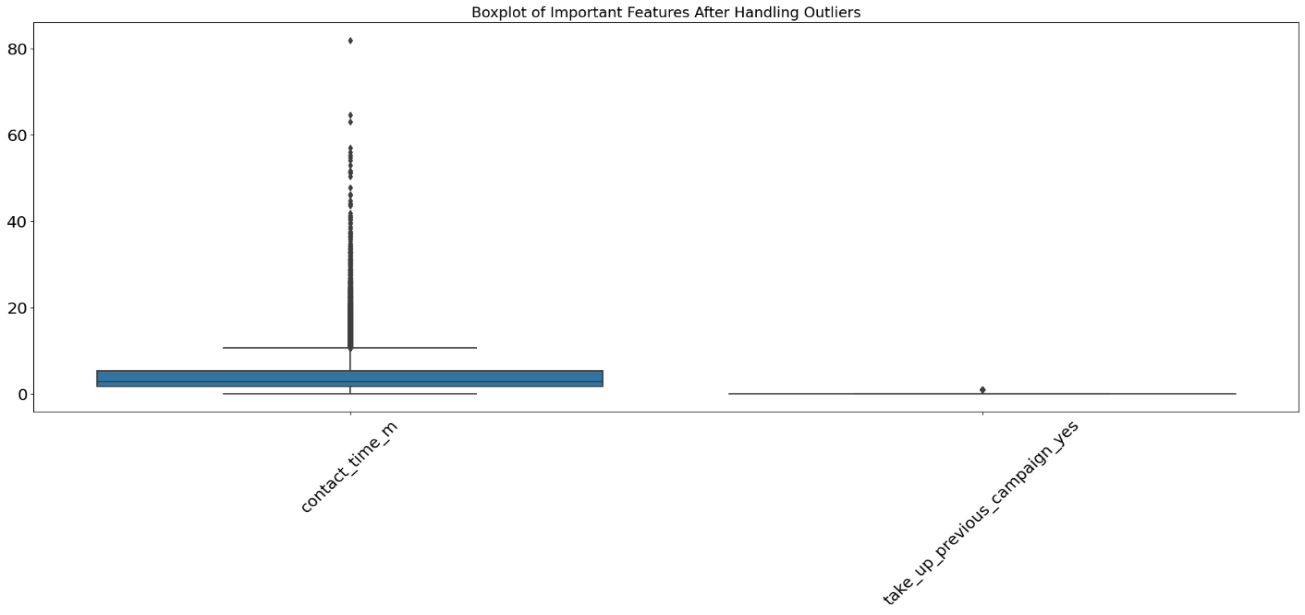 Boxplot of Important Features After Handling Outliers
80
60
40
20
0
contact_time_m
take_up_previous_campaign_yes